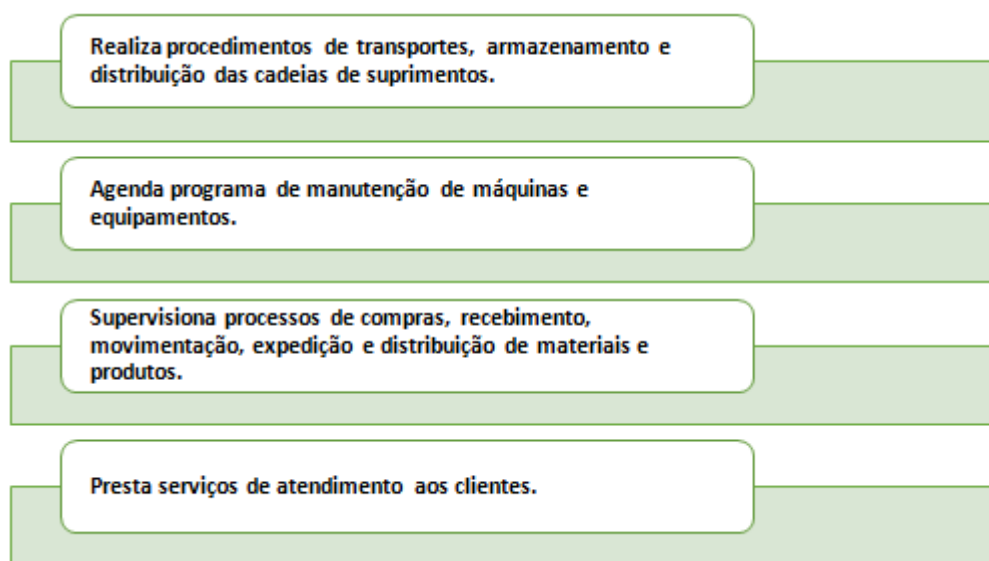 Realiza procedimentos de transportes, armazenamento e
distribuição das cadeias de suprimentos.
Agenda programa de manutenção de máquinas e
equipamentos.
Supervisiona processos de compras, recebimento,
movimentação, expedição e distribuição de materiais e
produtos.
Presta serviços de atendimento aos clientes.